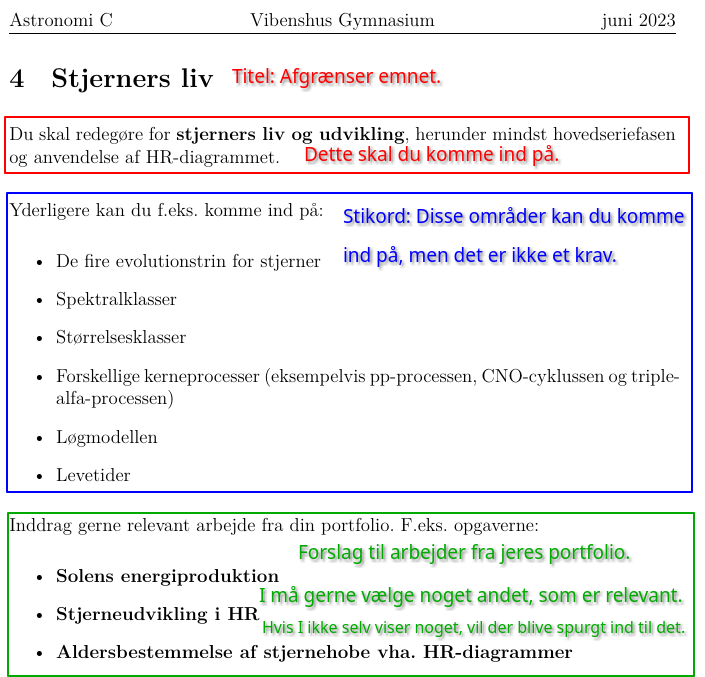 Astronomi C Vibenshus Gymnasium juni 2023
4 Stjerners liv Titel: Afgrænser emnet.
Du skal redegøre for stjerners liv og udvikling, herunder mindst hovedseriefasen
og anvendelse af HR-diagrammet. Dette skal du komme ind på.
Yderligere kan du f.eks. komme ind på: Stikord: Disse områder kan du komme
ind på, men det er ikke et krav.
• De fire evolutionstrin for stjerner
• Spektralklasser
• Størrelsesklasser
• Forskellige kerneprocesser (eksempelvis pp-processen, CNO-cyklussen og triple-
alfa-processen)
• Løgmodellen
• Levetider
Inddrag gerne relevant arbejde fra din portfolio. F.eks. opgaverne:
Forslag til arbejder fra jeres portfolio.
• Solens energiproduktion
I må gerne vælge noget andet, som er relevant.
• Stjerneudvikling i HR
Hvis I ikke selv viser noget, vil der blive spurgt ind til det.
• Aldersbestemmelse af stjernehobe vha. HR-diagrammer